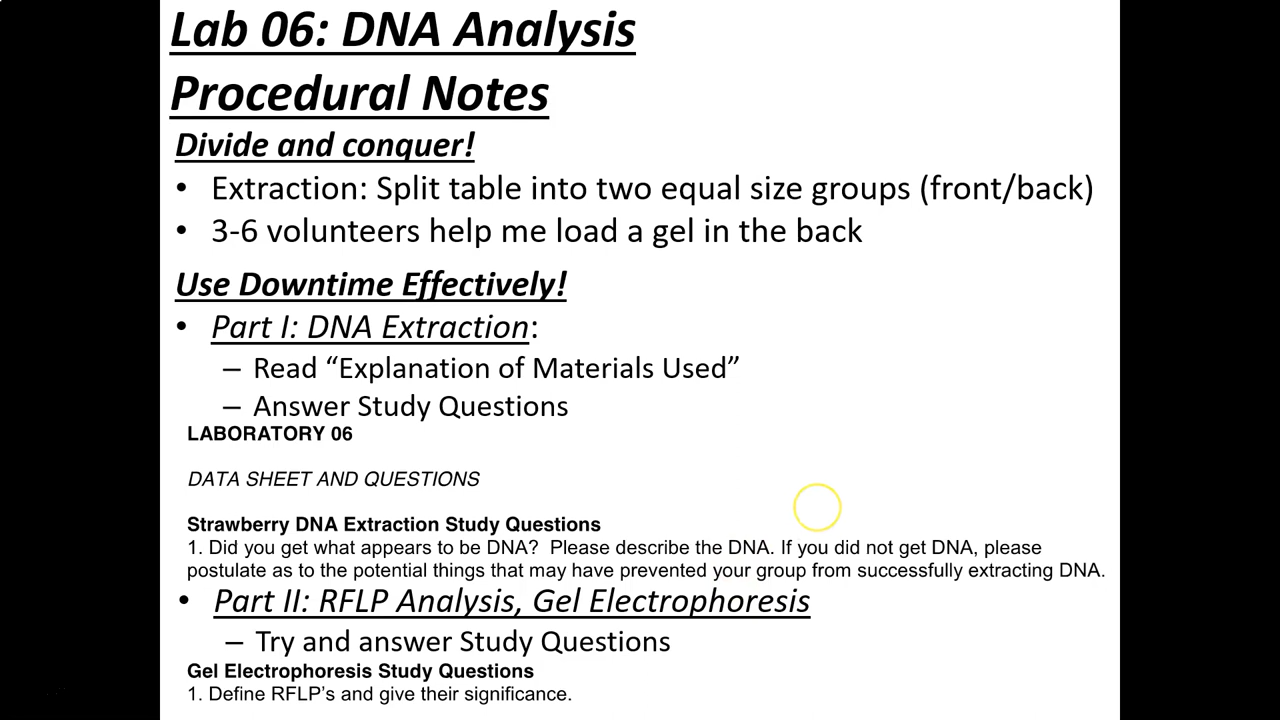 Lab 06: DNA Analysis
Procedural Notes
Divide and conquer!
• Extraction: Split table into two equal size groups (front/back)
• 3-6 volunteers help me load a gel in the back
Use Downtime Effectively!
• Part I: DNA Extraction:
– Read “Explanation of Materials Used”
– Answer Study Questions
LABORATORY 06
DATA SHEET AND QUESTIONS
Strawberry DNA Extraction Study Questions
1. Did you get what appears to be DNA?  Please describe the DNA. If you did not get DNA, please
postulate as to the potential things that may have prevented your group from successfully extracting DNA.
• Part II: RFLP Analysis, Gel Electrophoresis
– Try and answer Study Questions
Gel Electrophoresis Study Questions
1. Define RFLP’s and give their significance.